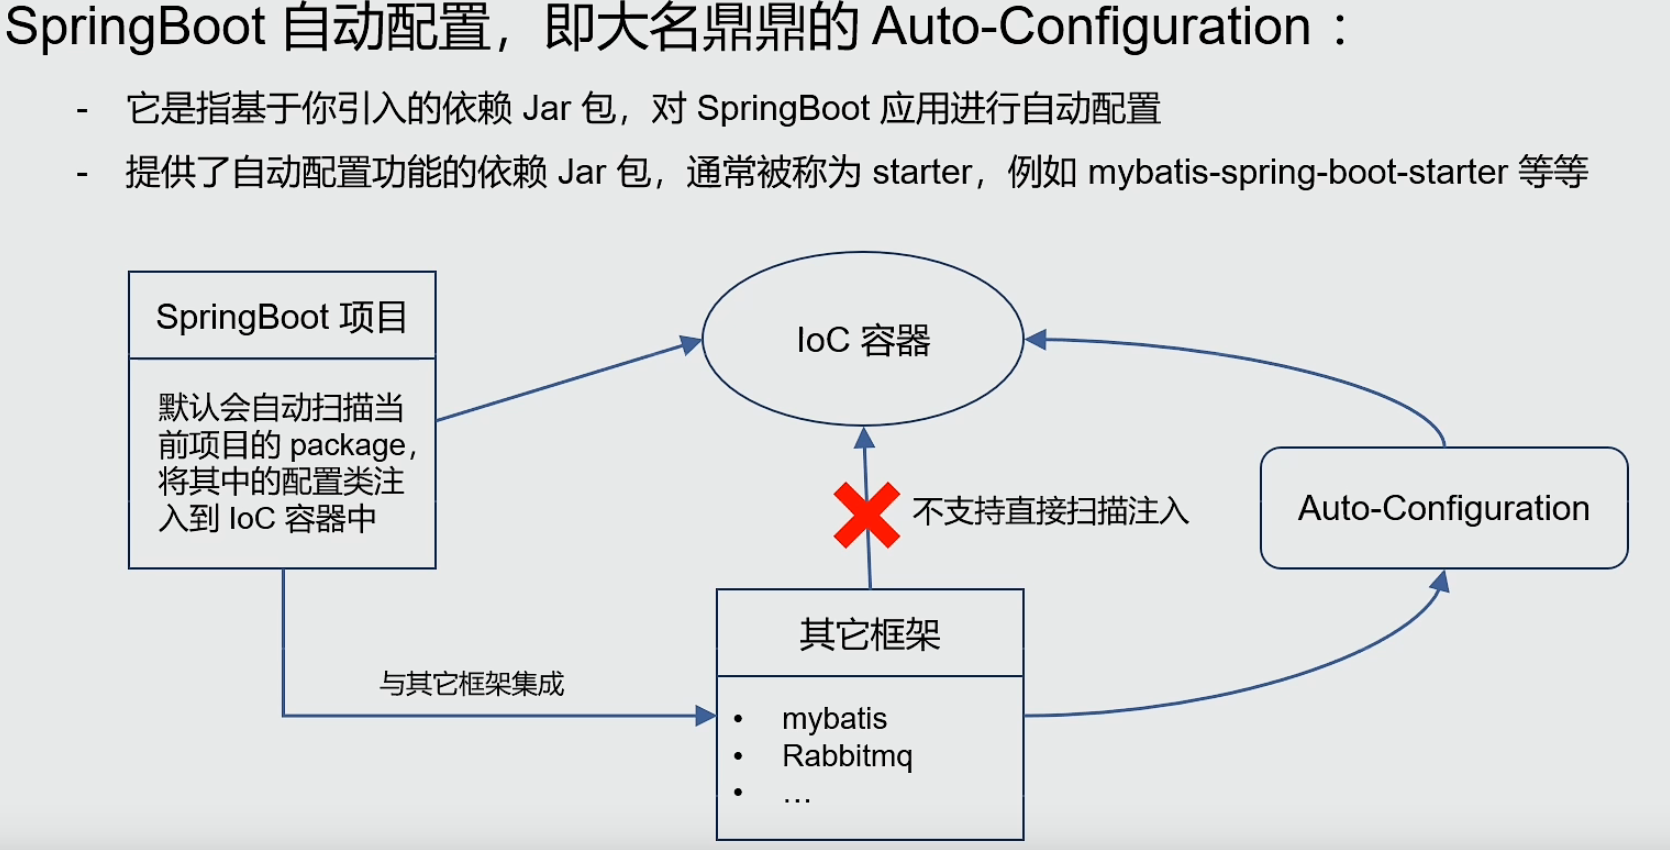 SpringBoot 自动配置，即大名鼎鼎的 Auto-Configuration ：
- 它是指基于你引入的依赖 Jar 包，对 SpringBoot 应用进行自动配置
- 提供了自动配置功能的依赖 Jar 包，通常被称为 starter，例如 mybatis-spring-boot-starter 等等
SpringBoot 项目
默认会自动扫描当
前项目的 package，
将其中的配置类注
入到 IoC 容器中
IoC 容器
不支持直接扫描注入
Auto-Configuration
与其它框架集成
其它框架
• mybatis
• Rabbitmq
• …